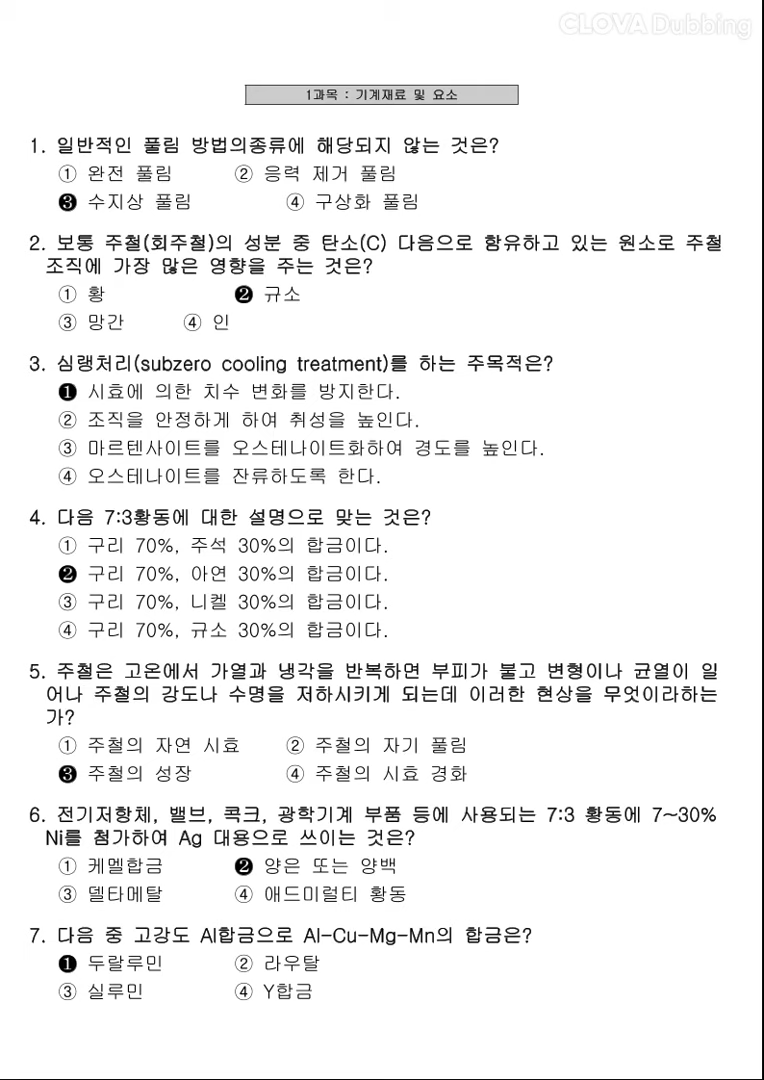 CLOVA Dubbing
1과목 : 기계재료 및 요소
1. 일반적인 풀림 방법의종류에 해당되지 않는 것은?
① 완전 풀림 ② 응력 제거 풀림
❸ 수지상 풀림 ④ 구상화 풀림
2. 보통 주철(회주철)의 성분 중 탄소(C) 다음으로 함유하고 있는 원소로 주철
조직에 가장 많은 영향을 주는 것은?
① 황 ❷ 규소
③ 망간 ④ 인
3. 심랭처리(subzero cooling treatment)를 하는 주목적은?
❶ 시효에 의한 치수 변화를 방지한다.
② 조직을 안정하게 하여 취성을 높인다.
③ 마르텐사이트를 오스테나이트화하여 경도를 높인다.
④ 오스테나이트를 잔류하도록 한다.
4. 다음 7:3황동에 대한 설명으로 맞는 것은?
① 구리 70%, 주석 30%의 합금이다.
❷ 구리 70%, 아연 30%의 합금이다.
③ 구리 70%, 니켈 30%의 합금이다.
④ 구리 70%, 규소 30%의 합금이다.
5. 주철은 고온에서 가열과 냉각을 반복하면 부피가 불고 변형이나 균열이 일
어나 주철의 강도나 수명을 저하시키게 되는데 이러한 현상을 무엇이라하는
가?
① 주철의 자연 시효 ② 주철의 자기 풀림
❸ 주철의 성장 ④ 주철의 시효 경화
6. 전기저항체, 밸브, 콕크, 광학기계 부품 등에 사용되는 7:3 황동에 7~30%
Ni를 첨가하여 Ag 대용으로 쓰이는 것은?
① 케멜합금 ❷ 양은 또는 양백
③ 델타메탈 ④ 애드미럴티 황동
7. 다음 중 고강도 Al합금으로 Al-Cu-Mg-Mn의 합금은?
❶ 두랄루민 ② 라우탈
③ 실루민 ④ Y합금